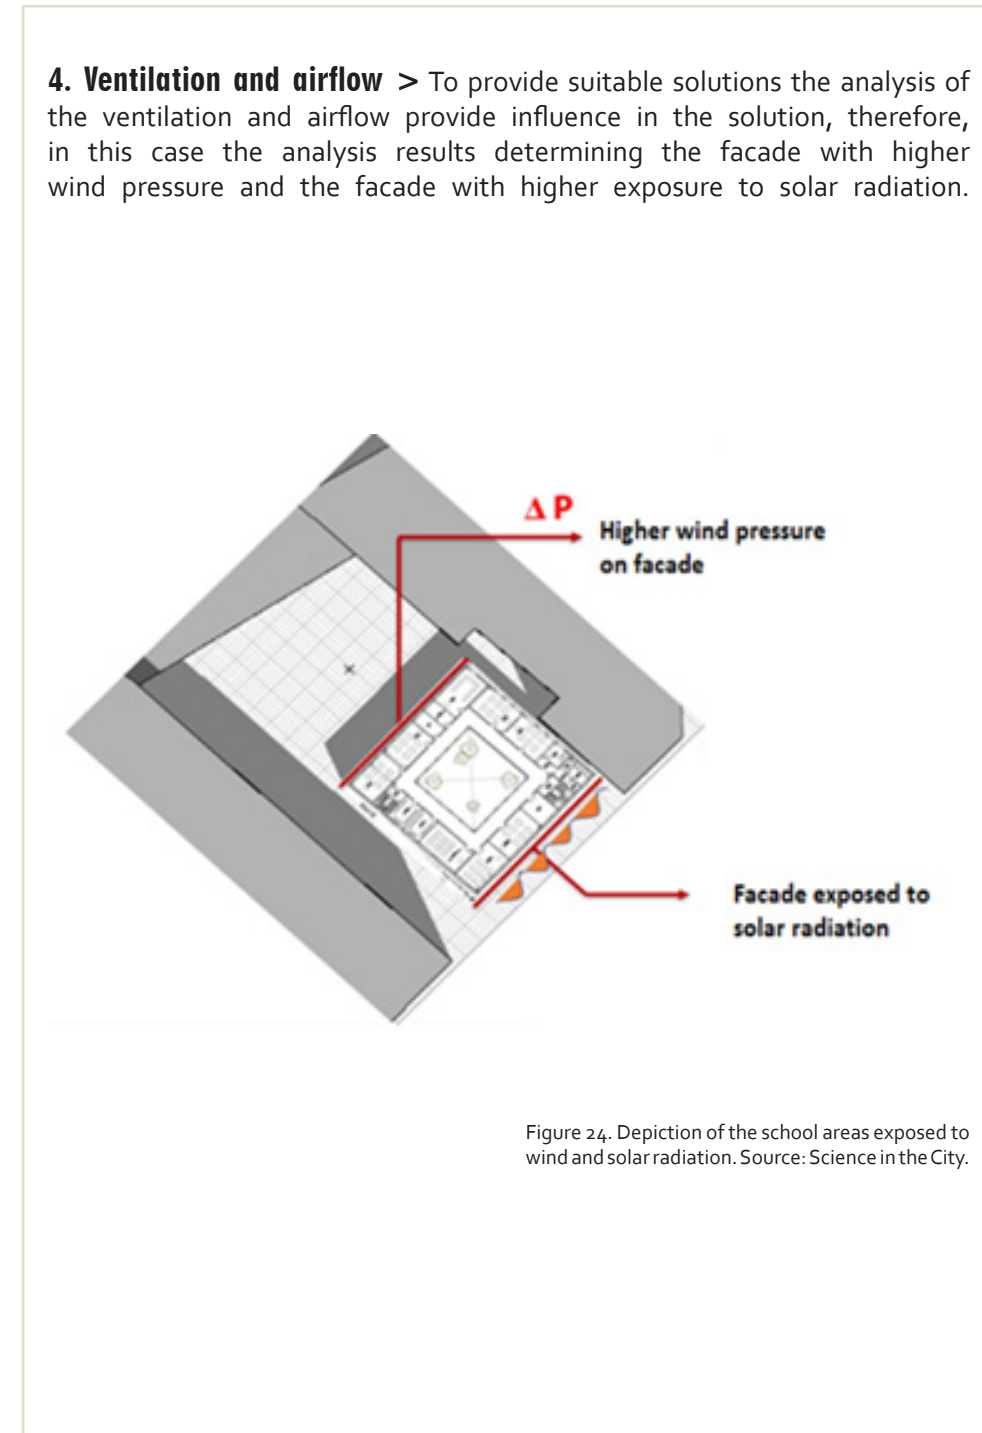 4. Ventilation and airflow > To provide suitable solutions the analysis of
the ventilation and airflow provide influence in the solution, therefore,
in this case the analysis results determining the facade with higher
wind pressure and the facade with higher exposure to solar radiation.
Δ P
Higher wind pressure
on facade
Facade exposed to
solar radiation
Figure 24. Depiction of the school areas exposed to
wind and solar radiation. Source: Science in the City.